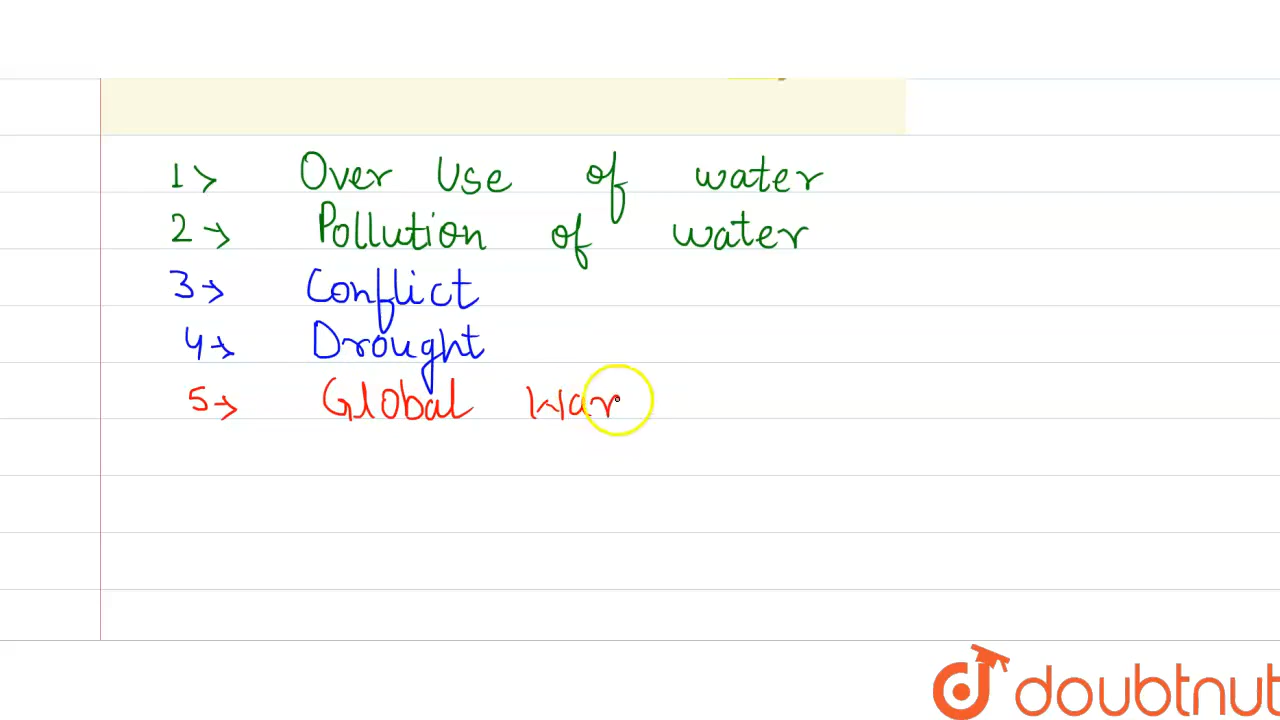 1> Over Use of water
2-> Pollution of water
3-> Conflict
4-> Drought
5-> Global War
doubtnut